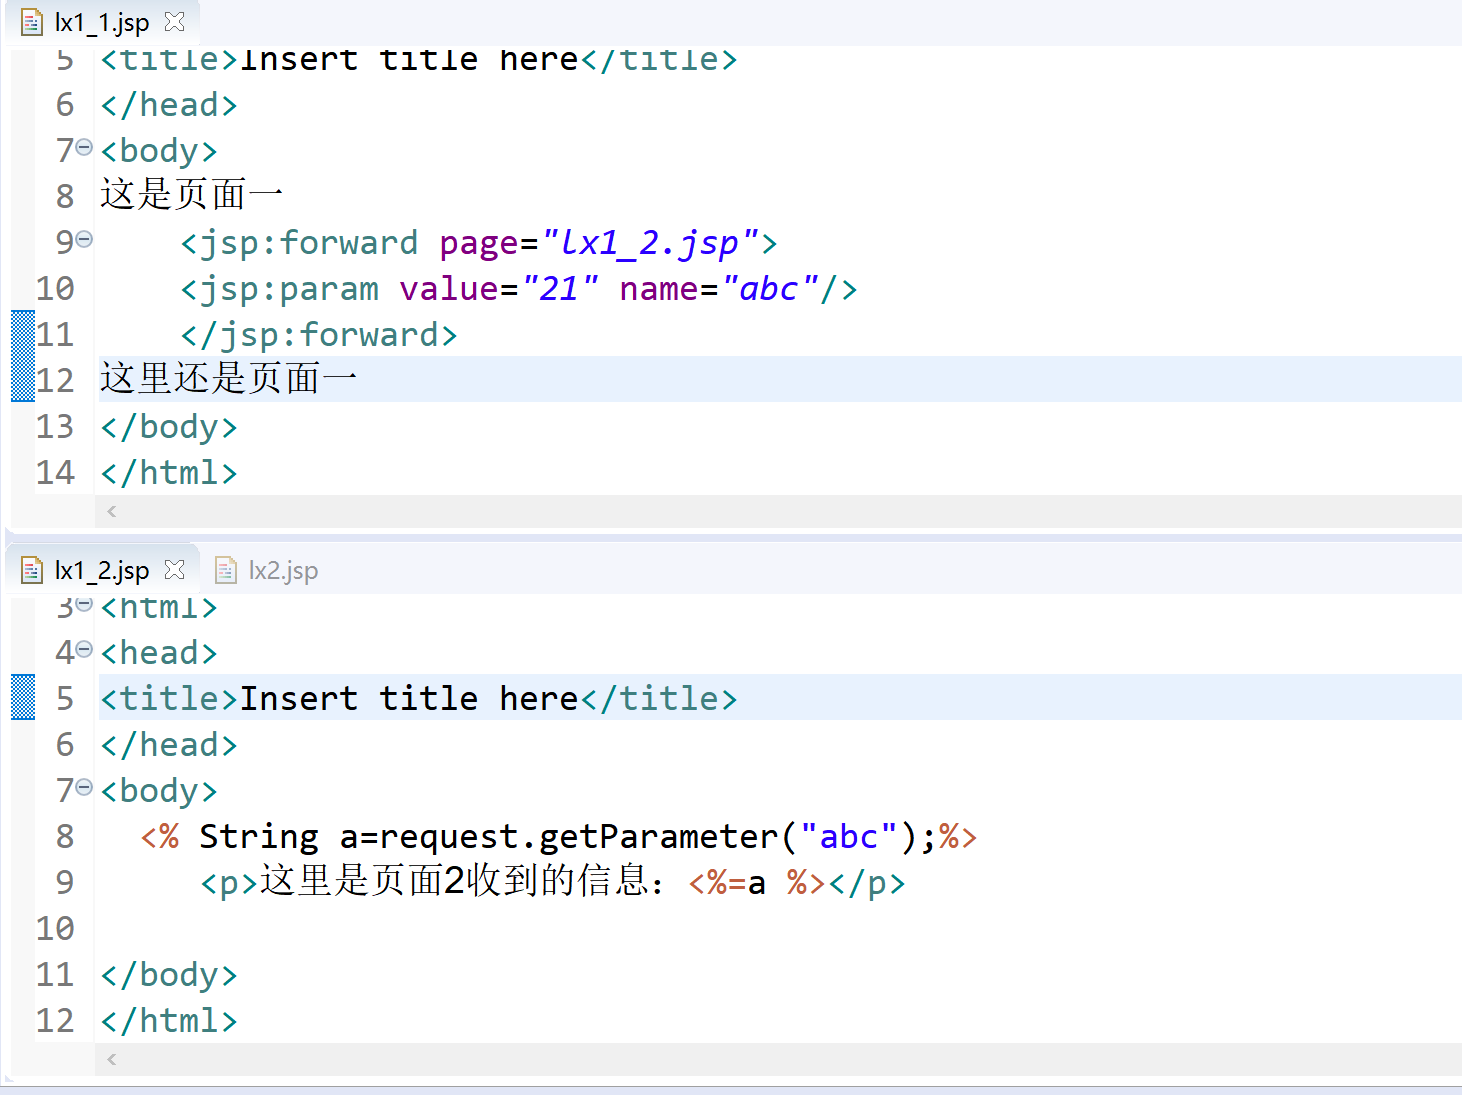 lx1_1.jsp
5 <title>Insert title here</title>
6 </head>
7 <body>
8 这是页面一
9 <jsp:forward page="lx1_2.jsp">
10 <jsp:param value="21" name="abc"/>
11 </jsp:forward>
12 这里还是页面一
13 </body>
14 </html>
lx1_2.jsp lx2.jsp
3 <html>
4 <head>
5 <title>Insert title here</title>
6 </head>
7 <body>
8 <% String a=request.getParameter("abc");%>
9 <p>这里是页面2收到的信息：<%=a %></p>
10
11 </body>
12 </html>